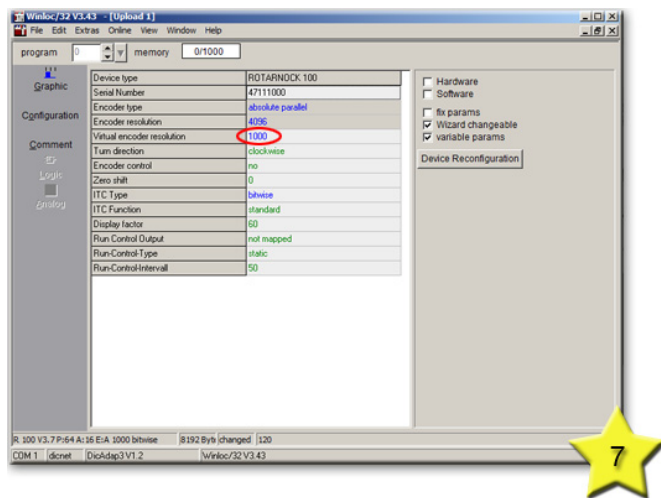 Winloc/32 V3.43 - [Upload 1]
File Edit Extras Online View Window Help
program 0 memory 0/1000
Graphic
Configuration
Comment
Logic
Analog
Device type ROTARNOCK 100
Serial Number 47111000
Encoder type absolute parallel
Encoder resolution 4096
Virtual encoder resolution 1000
Turn direction clockwise
Encoder control no
Zero shift 0
ITC Type bitwise
ITC Function standard
Display factor 60
Run Control Output not mapped
Run-Control-Type static
Run-Control-Intervall 50
Hardware
Software
fix params
Wizard changeable
variable params
Device Reconfiguration
R 100 V3.7 P:64 A:16 E:A 1000 bitwise 8192 Byte changed 120
COM 1 dicnet DicAdap3 V1.2 Winloc/32 V3.43
7